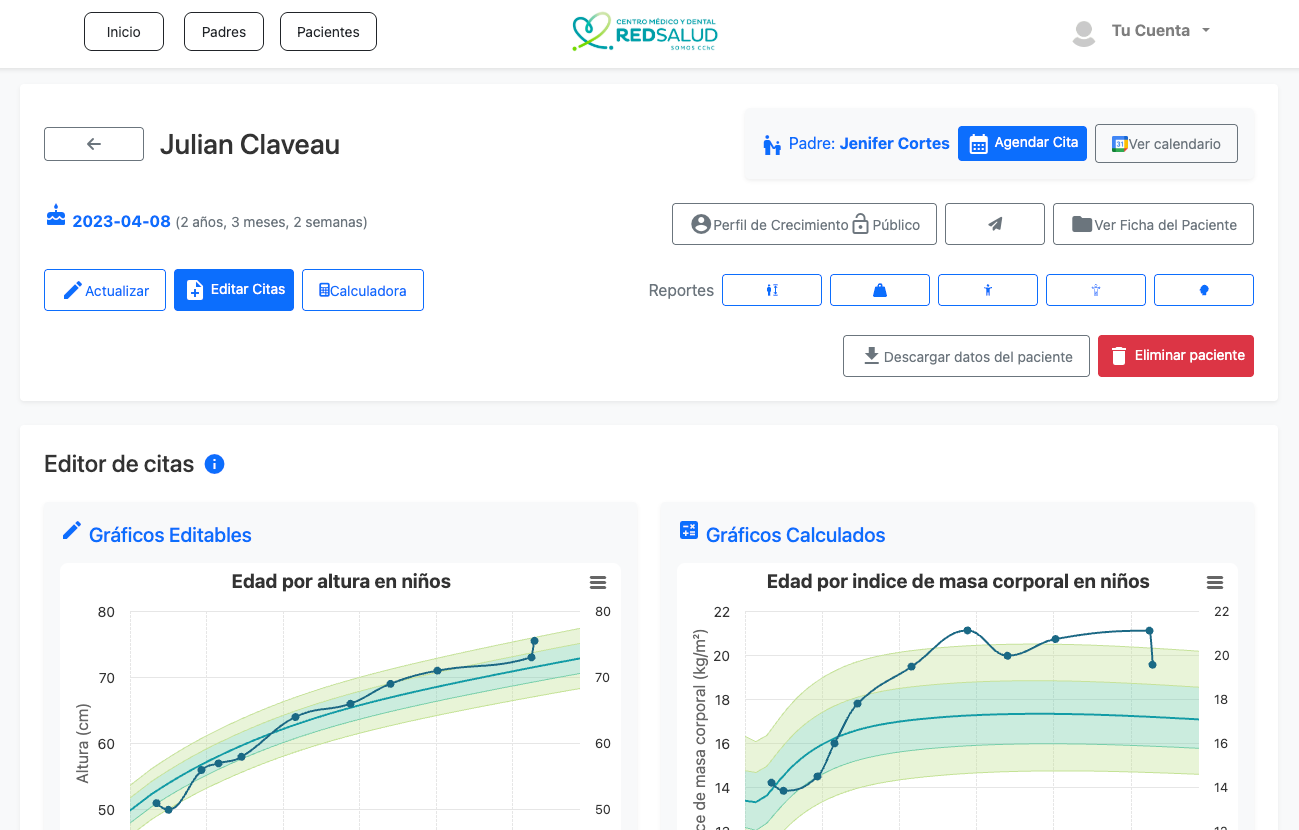 Inicio
Padres
Pacientes
CENTRO MÉDICO Y DENTAL
REDSALUD
SOMOS CChC
Tu Cuenta
Julian Claveau
Padre: Jenifer Cortes
Agendar Cita
31
Ver calendario
2023-04-08 (2 años, 3 meses, 2 semanas)
Perfil de Crecimiento Público
Ver Ficha del Paciente
Actualizar
Editar Citas
Calculadora
Reportes
Descargar datos del paciente
Eliminar paciente
Editor de citas
Gráficos Editables
Edad por altura en niños
80
70
60
50
Altura (cm)
80
70
60
50
Gráficos Calculados
Edad por indice de masa corporal en niños
22
20
18
16
14
12
ce de masa corporal (kg/m²)
22
20
18
16
14
12